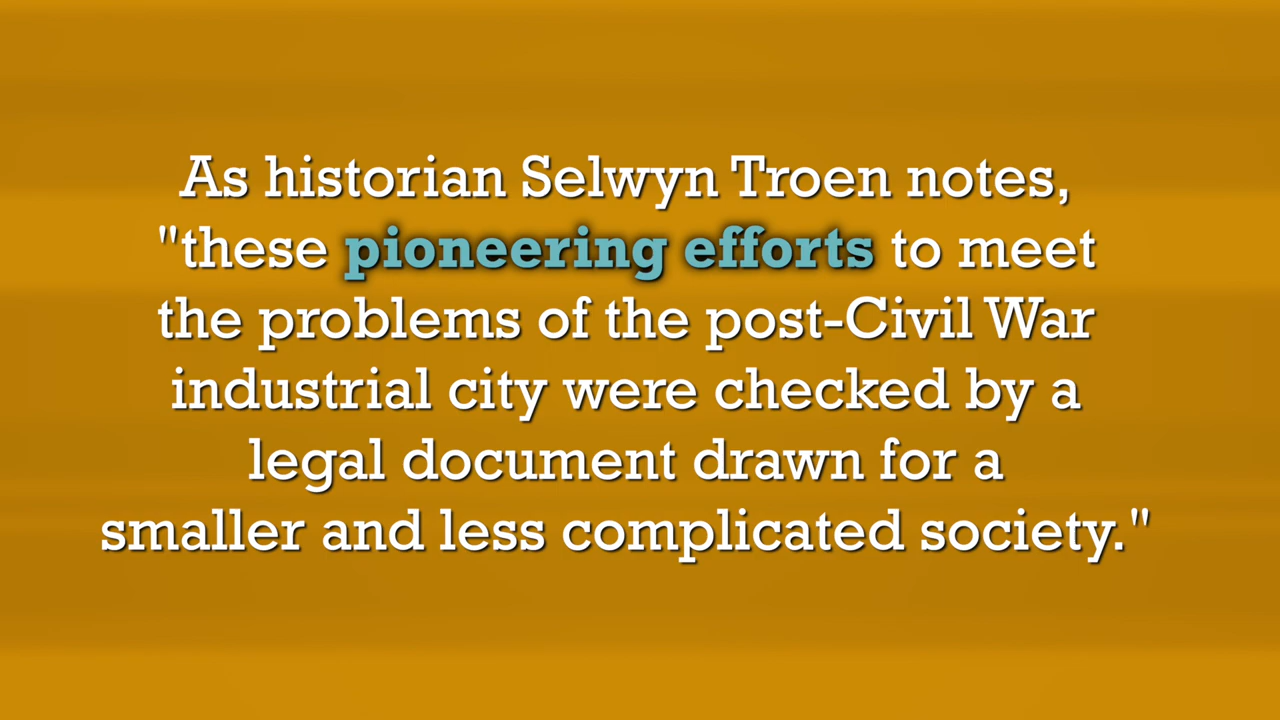 As historian Selwyn Troen notes,
"these pioneering efforts to meet
the problems of the post-Civil War
industrial city were checked by a
legal document drawn for a
smaller and less complicated society."